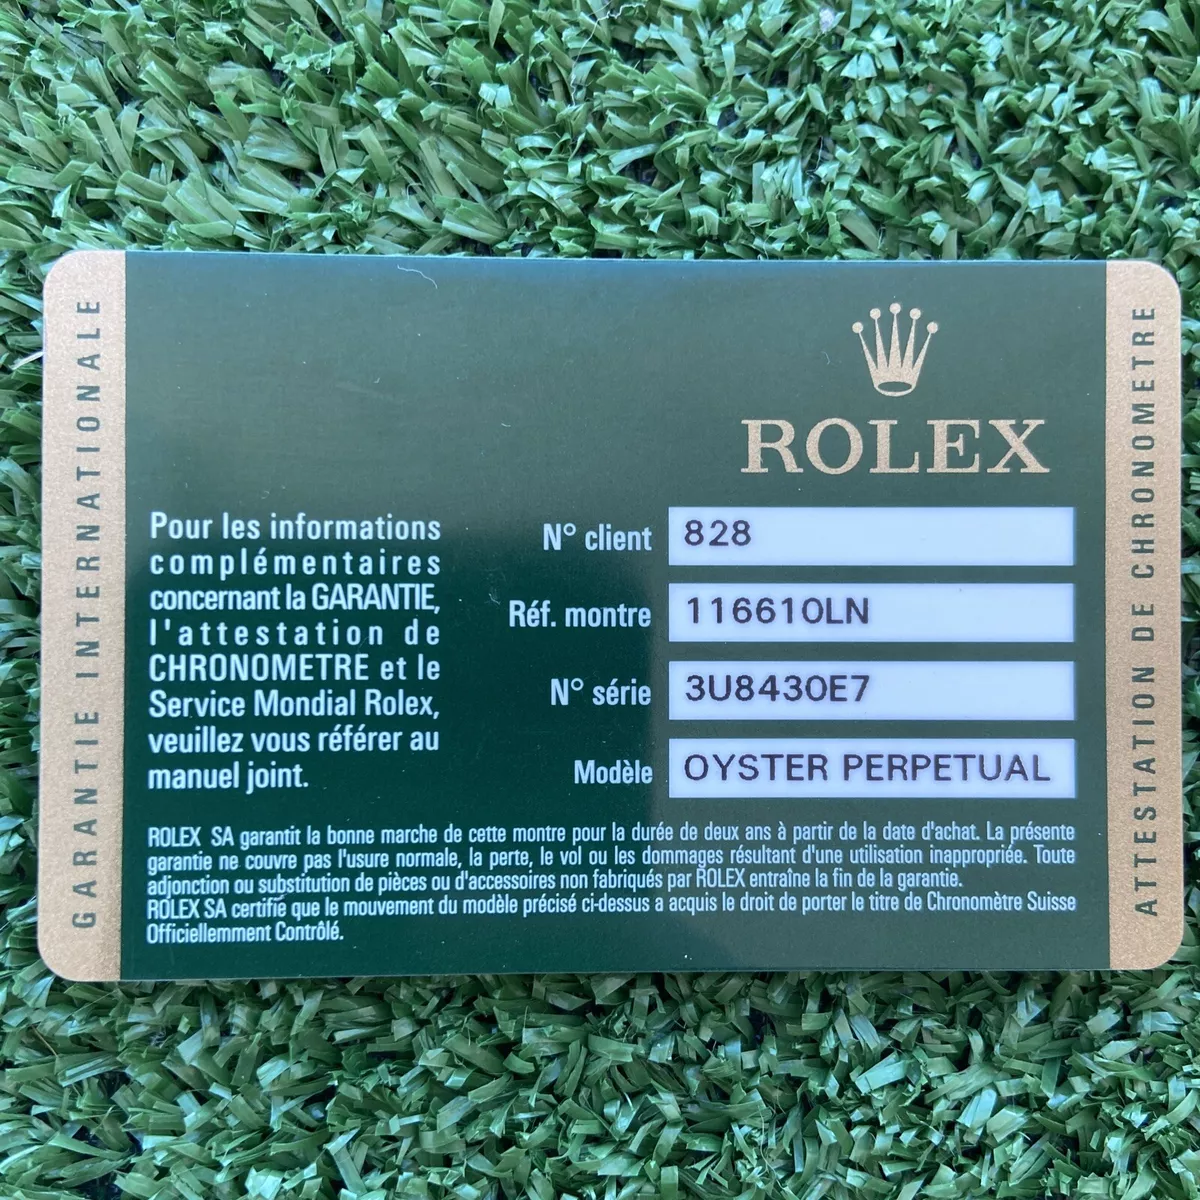 GARANTIE INTERNATIONALE
ROLEX
Pour les informations
complémentaires
concernant la GARANTIE,
l'attestation de
CHRONOMETRE et le
Service Mondial Rolex,
veuillez vous référer au
manuel joint.
N° client 828
Réf. montre 116610LN
N° série 3U8430E7
Modèle OYSTER PERPETUAL
ROLEX SA garantit la bonne marche de cette montre pour la durée de deux ans à partir de la date d'achat. La présente
garantie ne couvre pas l'usure normale, la perte, le vol ou les dommages résultant d'une utilisation inappropriée. Toute
adjonction ou substitution de pièces ou d'accessoires non fabriqués par ROLEX entraîne la fin de la garantie.
ROLEX SA certifie que le mouvement du modèle précisé ci-dessus a acquis le droit de porter le titre de Chronomètre Suisse
Officiellemment Contrôlé.
ATTESTATION DE CHRONOMETRE